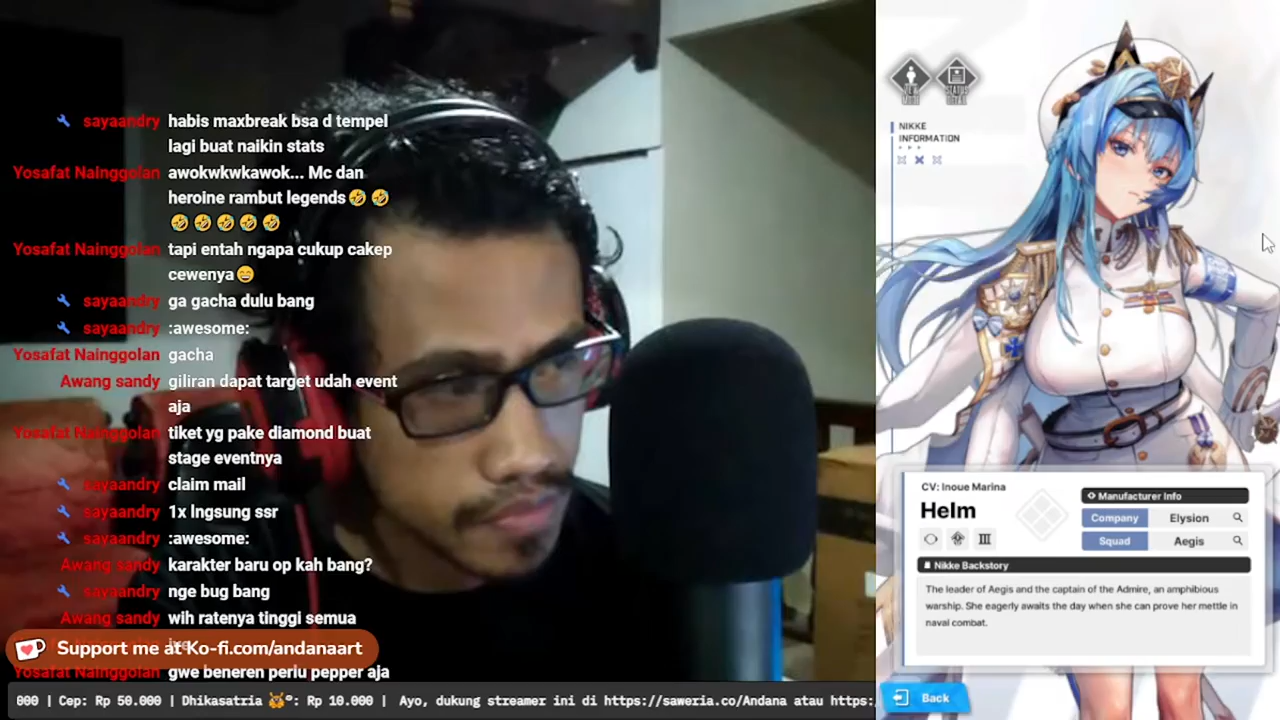 sayaandry habis maxbreak bsa d tempel
lagi buat naikin stats
Yosafat Nainggolan awokwkwkawok... Mc dan
heroine rambut legends🤣🤣
🤣🤣🤣🤣🤣
Yosafat Nainggolan tapi entah ngapa cukup cakep
cewenya😄
sayaandry ga gacha dulu bang
sayaandry :awesome:
Yosafat Nainggolan gacha
Awang sandy giliran dapat target udah event
aja
Yosafat Nainggolan tiket yg pake diamond buat
stage eventnya
sayaandry claim mail
sayaandry 1x lngsung ssr
sayaandry :awesome:
Awang sandy karakter baru op kah bang?
sayaandry nge bug bang
Awang sandy wih ratenya tinggi semua
Support me at Ko-fi.com/andanaart
Yosafat Nainggolan gwe beneren perlu pepper aja
000 | Cep: Rp 50.000 | Dhikasatria 🐹®: Rp 10.000 | Ayo, dukung streamer ini di https://saweria.co/Andana atau https:/
NIKKE
INFORMATION
CV: Inoue Marina
Helm
Manufacturer Info
Company Elysion
Squad Aegis
Nikke Backstory
The leader of Aegis and the captain of the Admire, an amphibious
warship. She eagerly awaits the day when she can prove her mettle in
naval combat.
Back